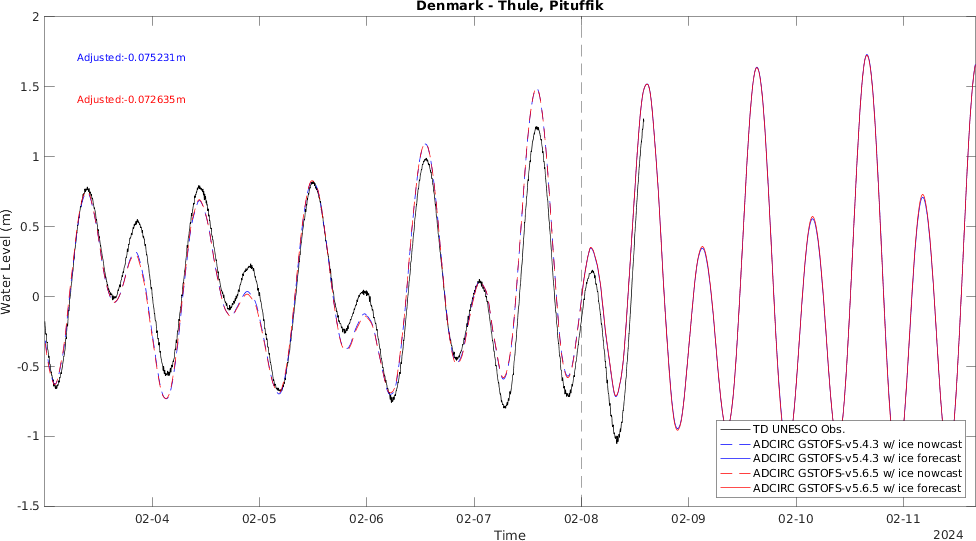 Denmark - Thule, Pituffik
2
1.5
1
0.5
0
-0.5
-1
-1.5
Water Level (m)
Adjusted:-0.075231m
Adjusted:-0.072635m
TD UNESCO Obs.
ADCIRC GSTOFS-v5.4.3 w/ ice nowcast
ADCIRC GSTOFS-v5.4.3 w/ ice forecast
ADCIRC GSTOFS-v5.6.5 w/ ice nowcast
ADCIRC GSTOFS-v5.6.5 w/ ice forecast
02-04 02-05 02-06 02-07 02-08 02-09 02-10 02-11
Time
2024